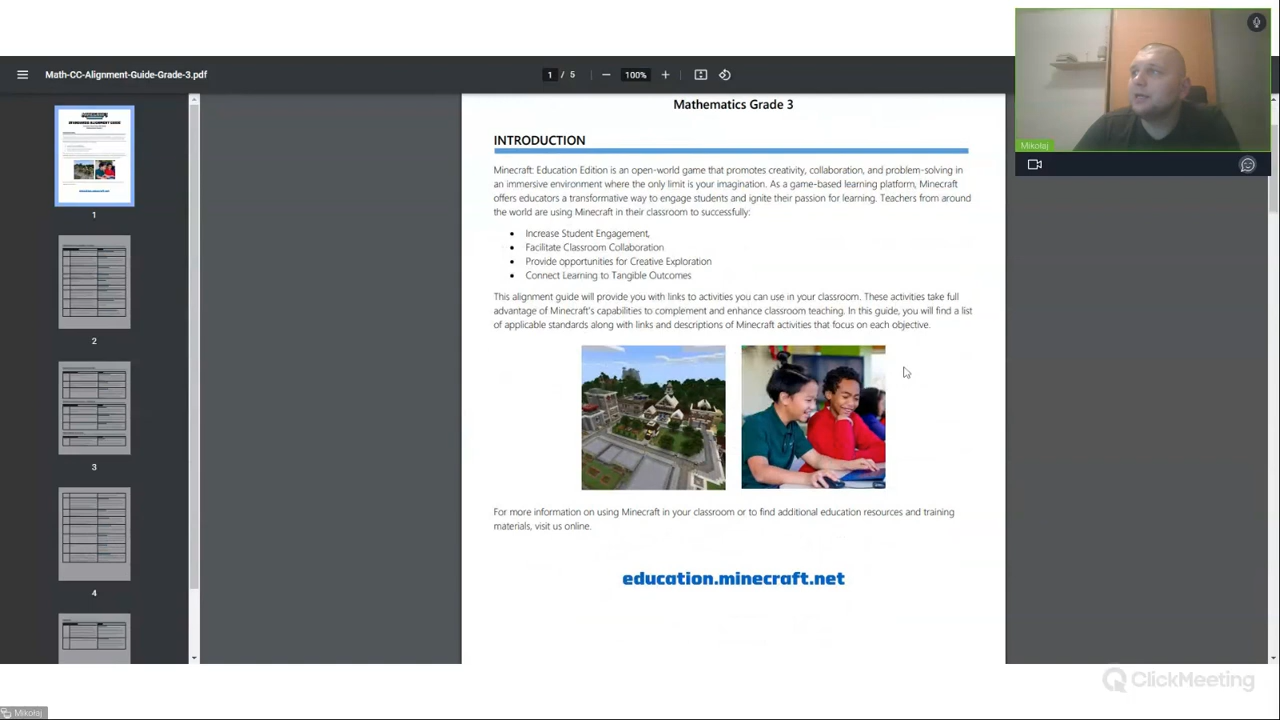 Math-CC-Alignment-Guide-Grade-3.pdf
1 / 5
100%
Mikołaj
Mathematics Grade 3
INTRODUCTION
Minecraft: Education Edition is an open-world game that promotes creativity, collaboration, and problem-solving in
an immersive environment where the only limit is your imagination. As a game-based learning platform, Minecraft
offers educators a transformative way to engage students and ignite their passion for learning. Teachers from around
the world are using Minecraft in their classroom to successfully:
• Increase Student Engagement,
• Facilitate Classroom Collaboration
• Provide opportunities for Creative Exploration
• Connect Learning to Tangible Outcomes
This alignment guide will provide you with links to activities you can use in your classroom. These activities take full
advantage of Minecraft's capabilities to complement and enhance classroom teaching. In this guide, you will find a list
of applicable standards along with links and descriptions of Minecraft activities that focus on each objective.
For more information on using Minecraft in your classroom or to find additional education resources and training
materials, visit us online.
education.minecraft.net
1
2
3
4
ClickMeeting
Mikołaj